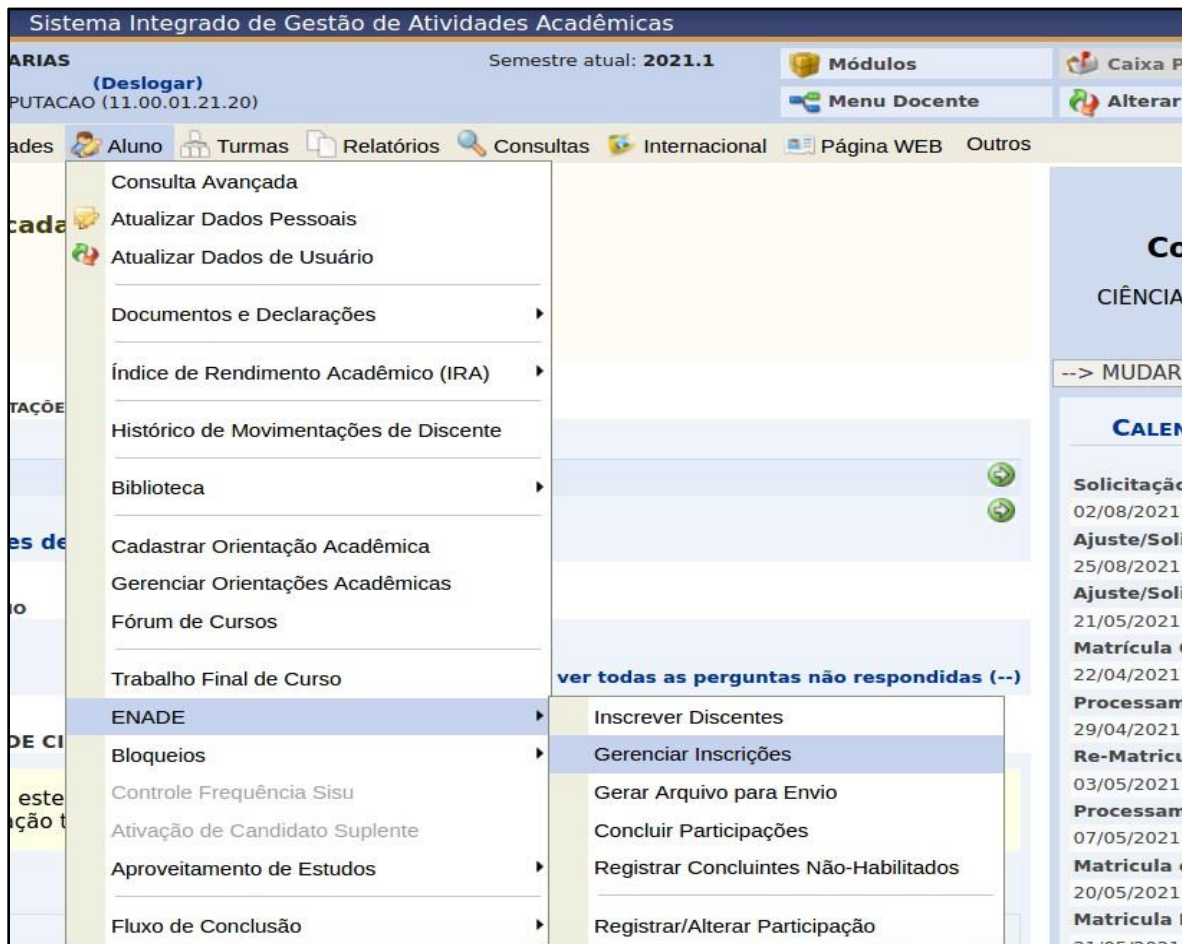 Sistema Integrado de Gestão de Atividades Acadêmicas
ARIAS
Semestre atual: 2021.1
Módulos
Caixa P
(Deslogar)
PUTACAO (11.00.01.21.20)
Menu Docente
Alterar
ades Aluno Turmas Relatórios Consultas Internacional Página WEB Outros
Consulta Avançada
cada
Atualizar Dados Pessoais
Atualizar Dados de Usuário
Documentos e Declarações
Índice de Rendimento Acadêmico (IRA)
TAÇÕE
Histórico de Movimentações de Discente
Biblioteca
es de
Cadastrar Orientação Acadêmica
Gerenciar Orientações Acadêmicas
IO
Fórum de Cursos
Trabalho Final de Curso
ver todas as perguntas não respondidas (--)
ENADE
DE CI
Bloqueios
este
Controle Frequência Sisu
ação t
Ativação de Candidato Suplente
Aproveitamento de Estudos
Fluxo de Conclusão
Inscrever Discentes
Gerenciar Inscrições
Gerar Arquivo para Envio
Concluir Participações
Registrar Concluintes Não-Habilitados
Registrar/Alterar Participação
Co
CIÊNCIA
--> MUDAR
CALEN
Solicitação
02/08/2021
Ajuste/Soli
25/08/2021
Ajuste/Soli
21/05/2021
Matrícula
22/04/2021
Processam
29/04/2021
Re-Matricu
03/05/2021
Processam
07/05/2021
Matricula
20/05/2021
Matricula
21/05/2021